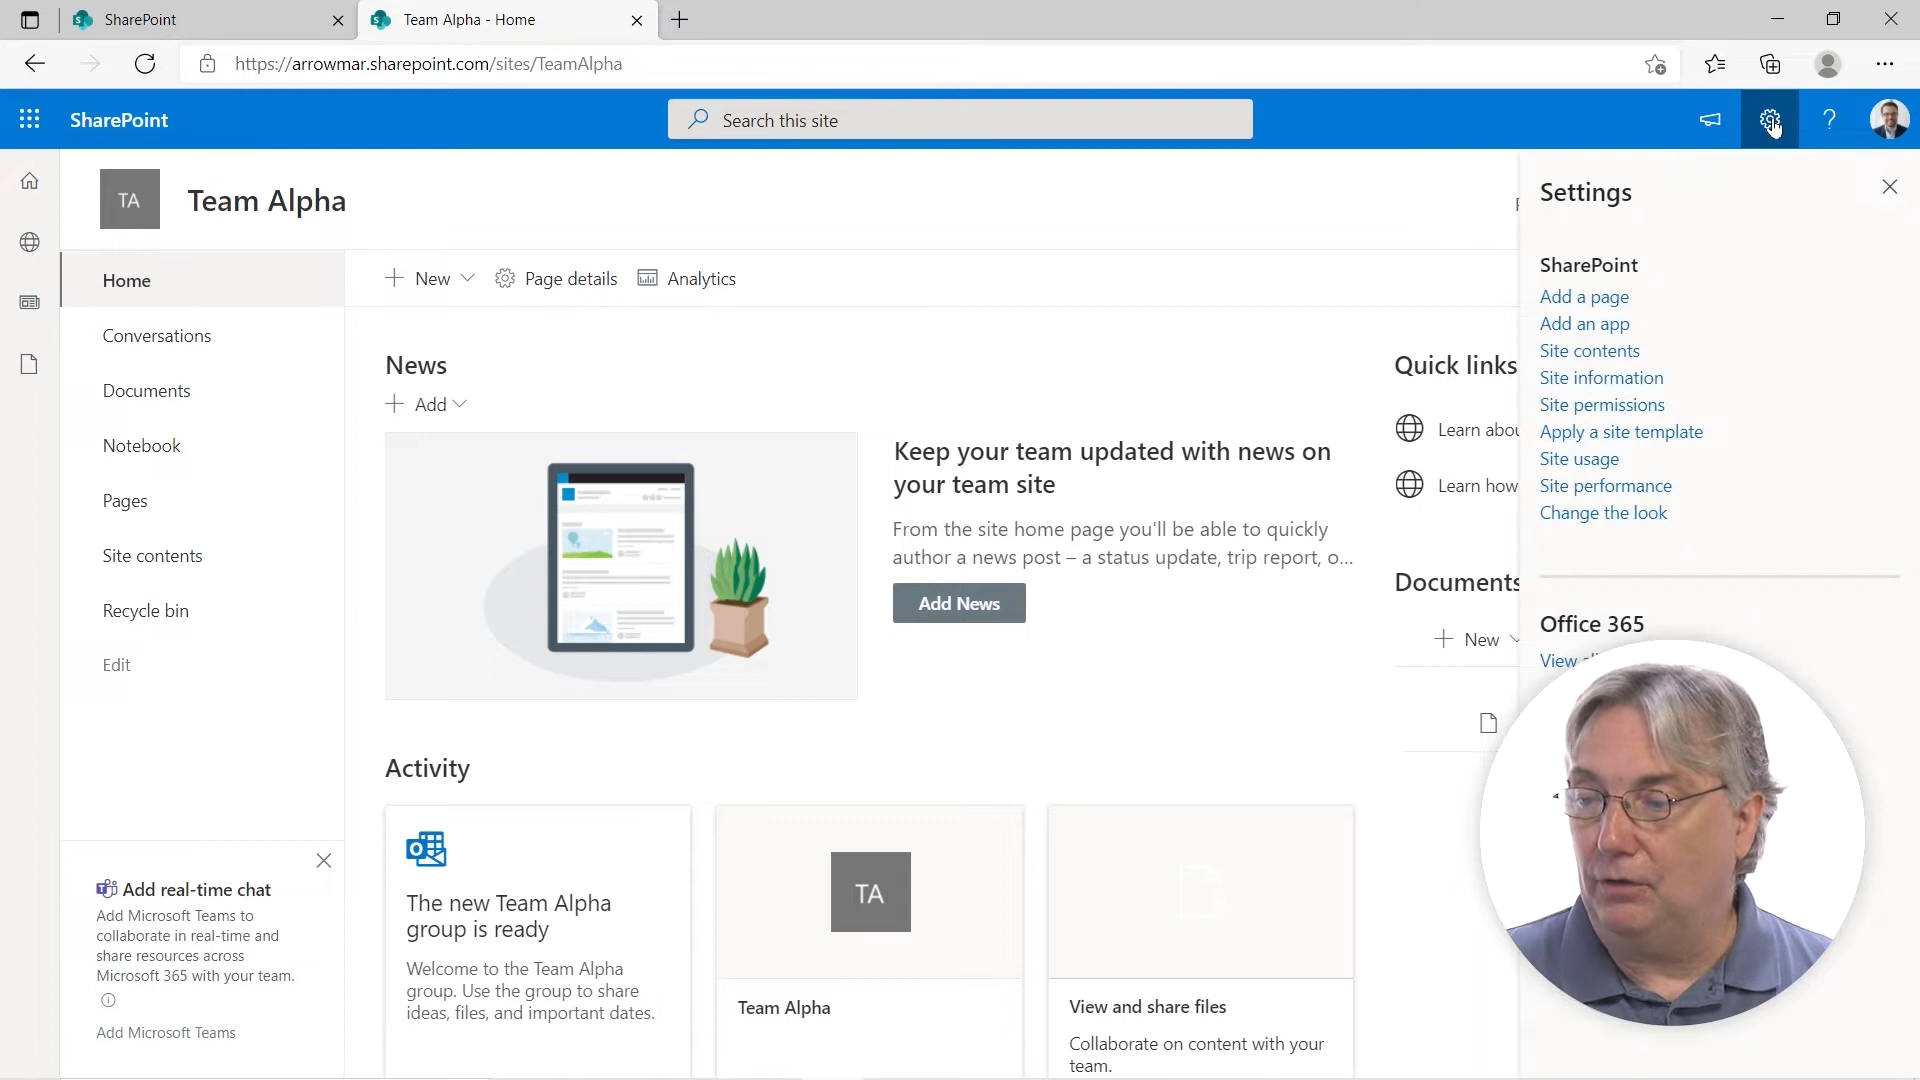 SharePoint
Team Alpha - Home
https://arrowmar.sharepoint.com/sites/TeamAlpha
SharePoint
Search this site
?
TA
Team Alpha
Home
Conversations
Documents
Notebook
Pages
Site contents
Recycle bin
Edit
Add real-time chat
Add Microsoft Teams to
collaborate in real-time and
share resources across
Microsoft 365 with your team.
Add Microsoft Teams
New
Page details
Analytics
News
Add
Keep your team updated with news on
your team site
From the site home page you'll be able to quickly
author a news post – a status update, trip report, o...
Add News
Activity
The new Team Alpha
group is ready
Welcome to the Team Alpha
group. Use the group to share
ideas, files, and important dates.
TA
Team Alpha
View and share files
Collaborate on content with your
team.
Quick links
Learn
Learn how
Documents
New
Settings
SharePoint
Add a page
Add an app
Site contents
Site information
Site permissions
Apply a site template
Site usage
Site performance
Change the look
Office 365
View